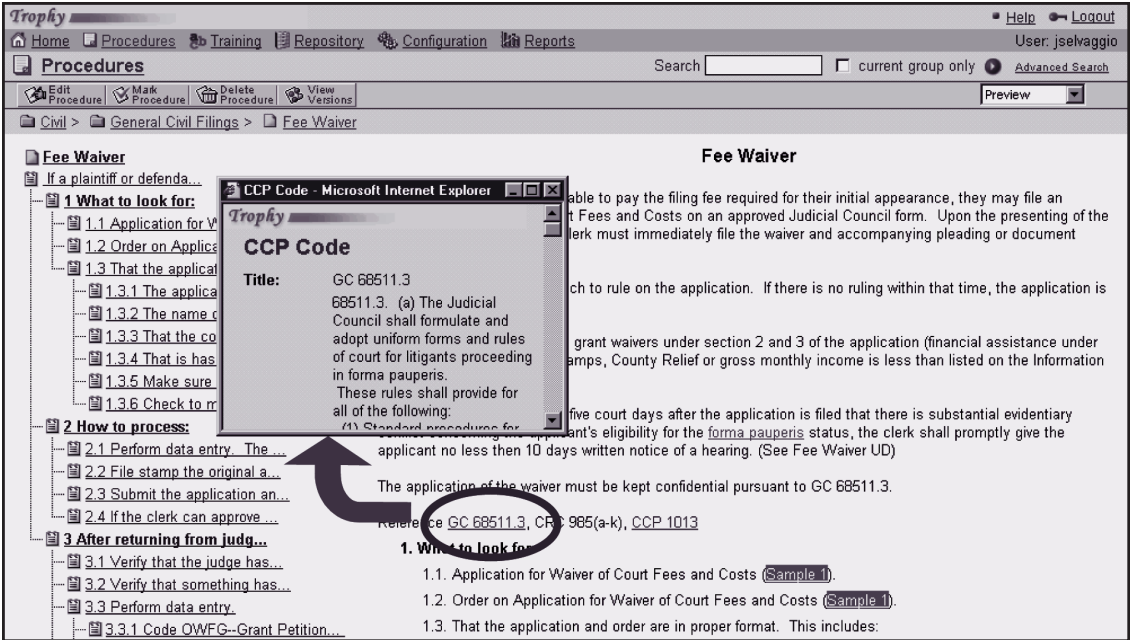 Trophy
Help Logout
Home Procedures Training Repository Configuration Reports
User: jselvaggio
Procedures
Search current group only Advanced Search
Edit Procedure Mark Procedure Delete Procedure View Versions
Preview
Civil > General Civil Filings > Fee Waiver
Fee Waiver
If a plaintiff or defenda...
1 What to look for:
1.1 Application for W
1.2 Order on Applica
1.3 That the applicat
1.3.1 The applica
1.3.2 The name
1.3.3 That the co
1.3.4 That is has
1.3.5 Make sure
1.3.6 Check to m
2 How to process:
2.1 Perform data entry. The ...
2.2 File stamp the original a...
2.3 Submit the application an...
2.4 If the clerk can approve ...
3 After returning from judg...
3.1 Verify that the judge has...
3.2 Verify that something has...
3.3 Perform data entry.
3.3.1 Code OWFG--Grant Petition...
CCP Code - Microsoft Internet Explorer
Trophy
CCP Code
Title: GC 68511.3
68511.3. (a) The Judicial
Council shall formulate and
adopt uniform forms and rules
of court for litigants proceeding
in forma pauperis.
These rules shall provide for
all of the following:
(1) Standard procedures for
Fee Waiver
able to pay the filing fee required for their initial appearance, they may file an
t Fees and Costs on an approved Judicial Council form. Upon the presenting of the
lerk must immediately file the waiver and accompanying pleading or document
ch to rule on the application. If there is no ruling within that time, the application is
grant waivers under section 2 and 3 of the application (financial assistance under
amps, County Relief or gross monthly income is less than listed on the Information
five court days after the application is filed that there is substantial evidentiary
conflict concerning the applicant's eligibility for the forma pauperis status, the clerk shall promptly give the
applicant no less then 10 days written notice of a hearing. (See Fee Waiver UD)
The application of the waiver must be kept confidential pursuant to GC 68511.3.
Reference GC 68511.3, CRC 985(a-k), CCP 1013
1. What to look for
1.1. Application for Waiver of Court Fees and Costs (Sample 1).
1.2. Order on Application for Waiver of Court Fees and Costs (Sample 1).
1.3. That the application and order are in proper format. This includes: